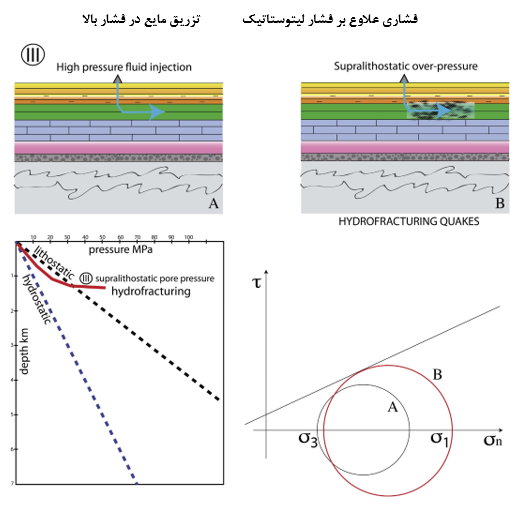 فشاری علاوع بر فشار لیتوستاتیک
تزریق مایع در فشار بالا
III
High pressure fluid injection
A
Supralithostatic over-pressure
B
HYDROFRACTURING QUAKES
10 20 30 40 50 60 70 80 90 100
pressure MPa
lithostatic
III supralithostatic pore pressure
hydrofracturing
hydrostatic
depth km
1
2
3
4
5
6
7
τ
B
A
σ3
σ1
σn